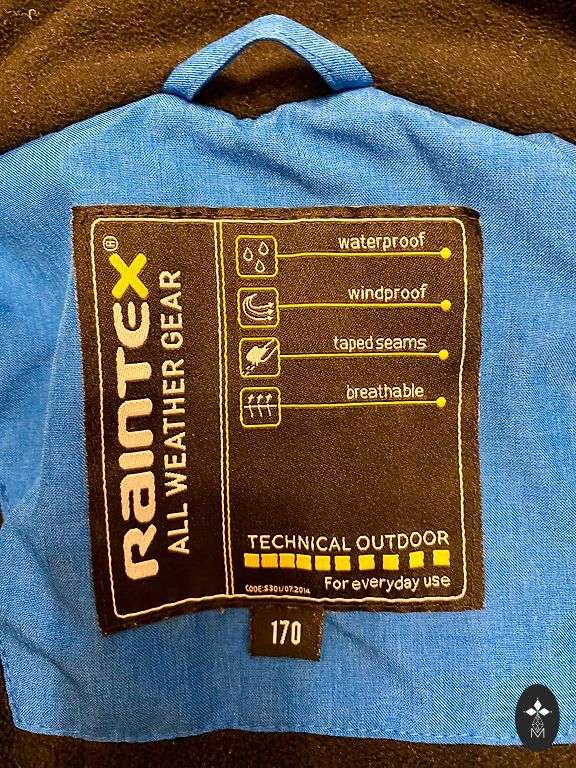 RAINTEX®
ALL WEATHER GEAR
waterproof
windproof
taped seams
breathable
TECHNICAL OUTDOOR
For everyday use
CODE:S301/07.2014
170
M